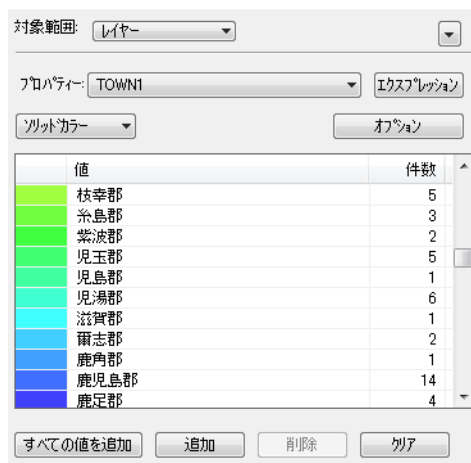 対象範囲: レイヤー
プロパティー: TOWN1 エクスプレッション
ソリッドカラー オプション
値 件数
枝幸郡 5
糸島郡 3
紫波郡 2
児玉郡 5
児島郡 1
児湯郡 6
滋賀郡 1
爾志郡 2
鹿角郡 1
鹿児島郡 14
鹿足郡 4
すべての値を追加 追加 削除 クリア